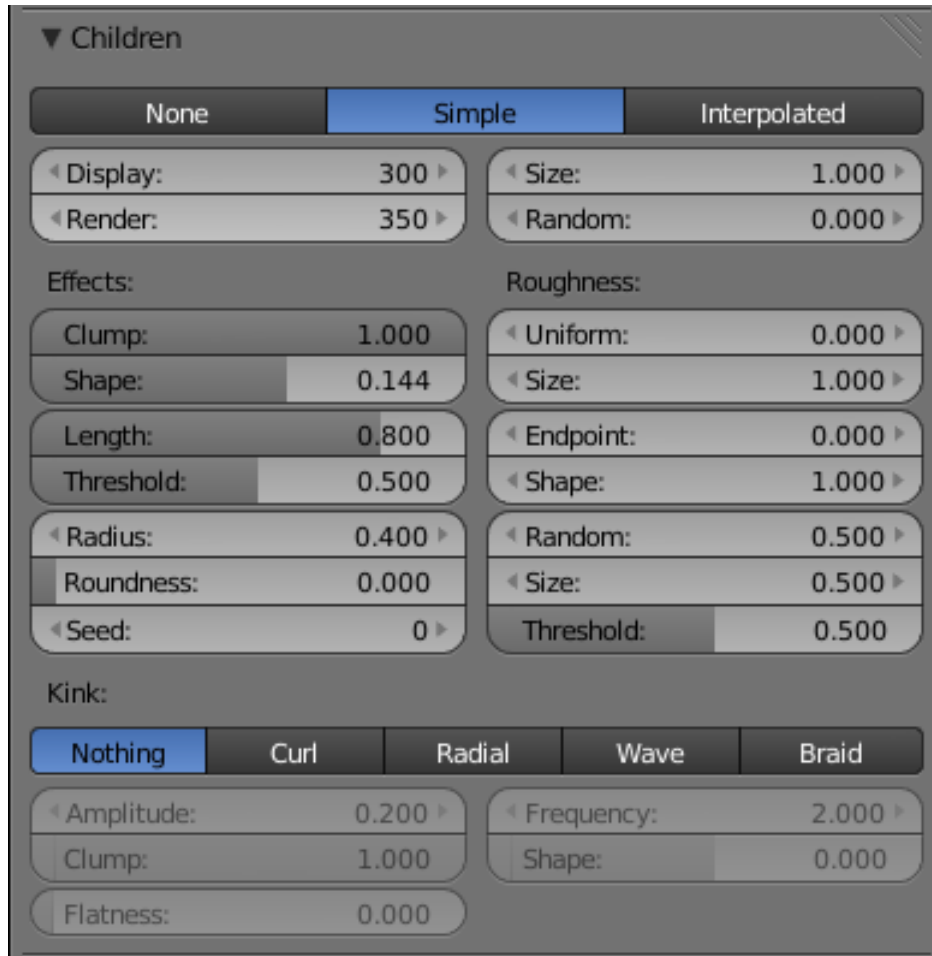 Children
None Simple Interpolated
Display: 300 Size: 1.000
Render: 350 Random: 0.000
Effects: Roughness:
Clump: 1.000 Uniform: 0.000
Shape: 0.144 Size: 1.000
Length: 0.800 Endpoint: 0.000
Threshold: 0.500 Shape: 1.000
Radius: 0.400 Random: 0.500
Roundness: 0.000 Size: 0.500
Seed: 0 Threshold: 0.500
Kink:
Nothing Curl Radial Wave Braid
Amplitude: 0.200 Frequency: 2.000
Clump: 1.000 Shape: 0.000
Flatness: 0.000